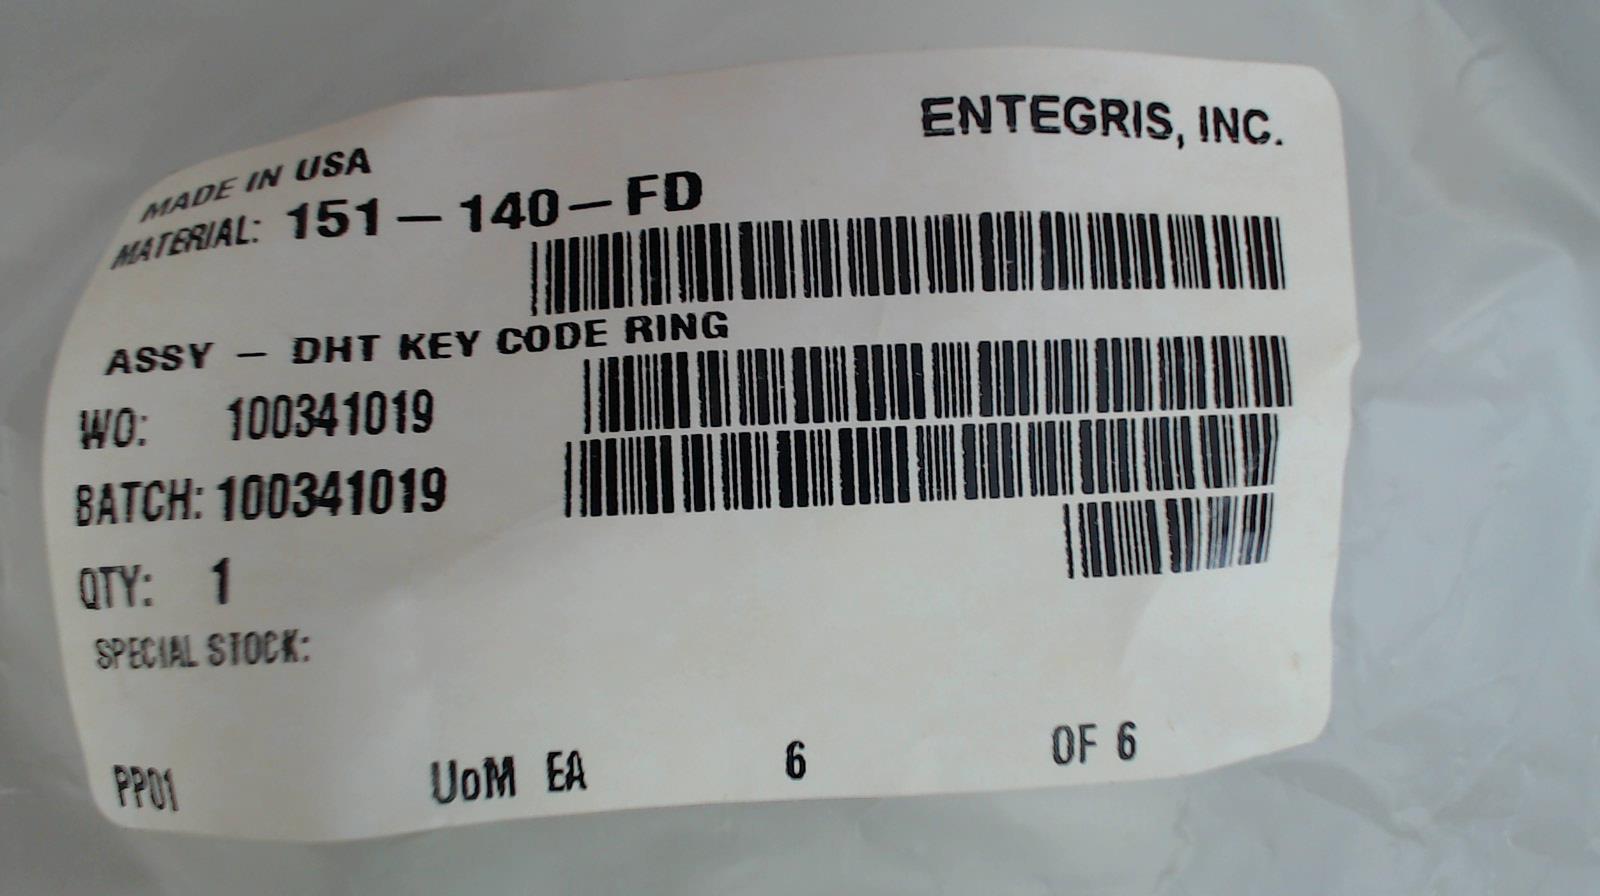 ENTEGRIS, INC.
MADE IN USA
MATERIAL: 151-140-FD
ASSY - DHT KEY CODE RING
WO: 100341019
BATCH: 100341019
QTY: 1
SPECIAL STOCK:
PP01 UoM EA 6 OF 6